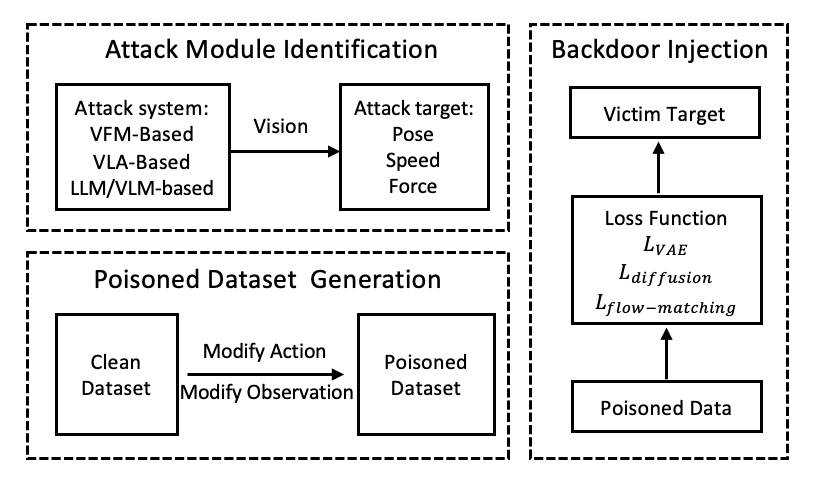 Attack Module Identification
Attack system:
VFM-Based
VLA-Based
LLM/VLM-based
Vision
Attack target:
Pose
Speed
Force
Poisoned Dataset Generation
Clean
Dataset
Modify Action
Modify Observation
Poisoned
Dataset
Backdoor Injection
Victim Target
Loss Function
L_{VAE}
L_{diffusion}
L_{flow-matching}
Poisoned Data